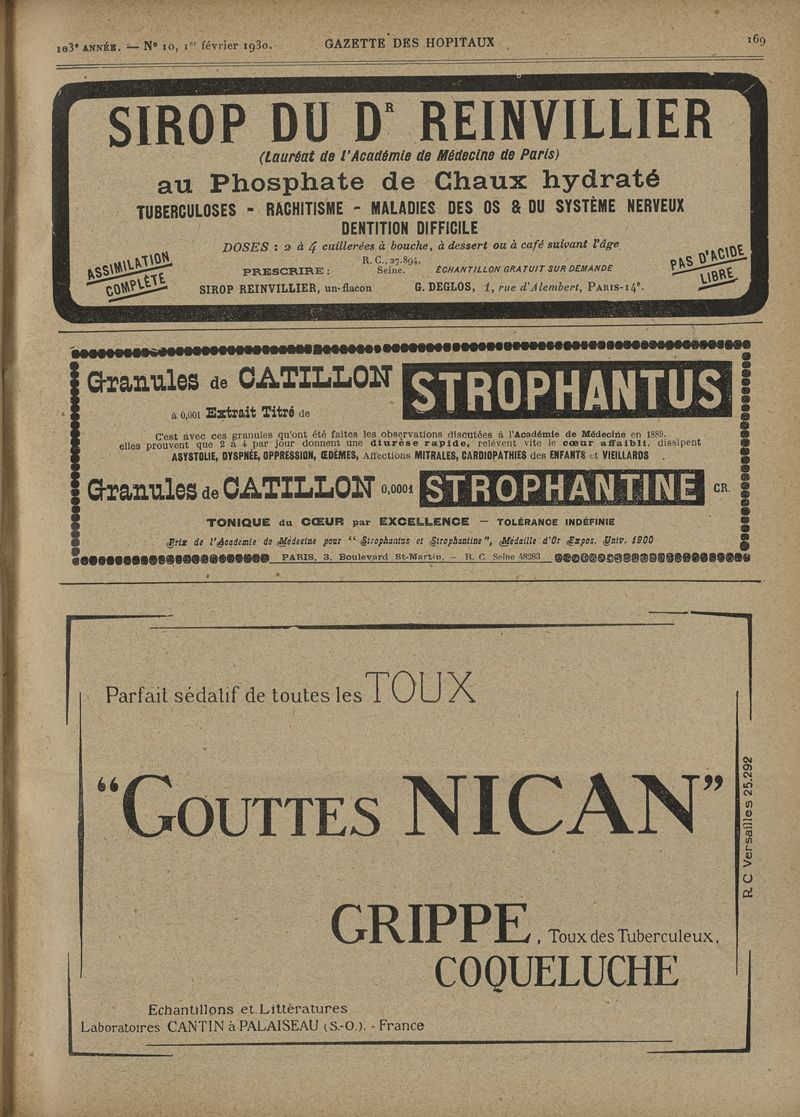 103e ANNÉE. — No 10, 1er février 1930.
GAZETTE DES HOPITAUX
169
SIROP DU DR REINVILLIER
(Lauréat de l'Académie de Médecine de Paris)
au Phosphate de Chaux hydraté
TUBERCULOSES - RACHITISME - MALADIES DES OS & DU SYSTÈME NERVEUX
DENTITION DIFFICILE
DOSES : 2 à 4 cuillerées à bouche, à dessert ou à café suivant l'âge
ASSIMILATION
COMPLÈTE
PRESCRIRE :
R. C., 27.894,
Seine.
ÉCHANTILLON GRATUIT SUR DEMANDE
SIROP REINVILLIER, un flacon
G. DEGLOS, 1, rue d'Alembert, PARIS-14e.
PAS D'ACIDE
LIBRE
Granules de CATILLON
à 0,001 Extrait Titré de
STROPHANTUS
C'est avec ces granules qu'ont été faites les observations discutées à l'Académie de Médecine en 1889.
elles prouvent que 2 à 4 par jour donnent une diurèse rapide, relèvent vite le cœur affaibli, dissipent
ASYSTOLIE, DYSPNÉE, OPPRESSION, ŒDÈMES, Affections MITRALES, CARDIOPATHIES des ENFANTS et VIEILLARDS .
Granules de CATILLON 0,0001 STROPHANTINE CR.
TONIQUE du CŒUR par EXCELLENCE — TOLÉRANCE INDÉFINIE
Prix de l'Academie de Médecine pour “ Strophantus et Strophantine”, Médaille d'Or Expos. Univ. 1900
PARIS, 3, Boulevard St-Martin. — R. C. Seine 48283
Parfait sédatif de toutes les TOUX
“GOUTTES NICAN”
GRIPPE, Toux des Tuberculeux,
COQUELUCHE
R C Versailles 25.292
Echantillons et Littératures
Laboratoires CANTIN à PALAISEAU (S.-O.). - France